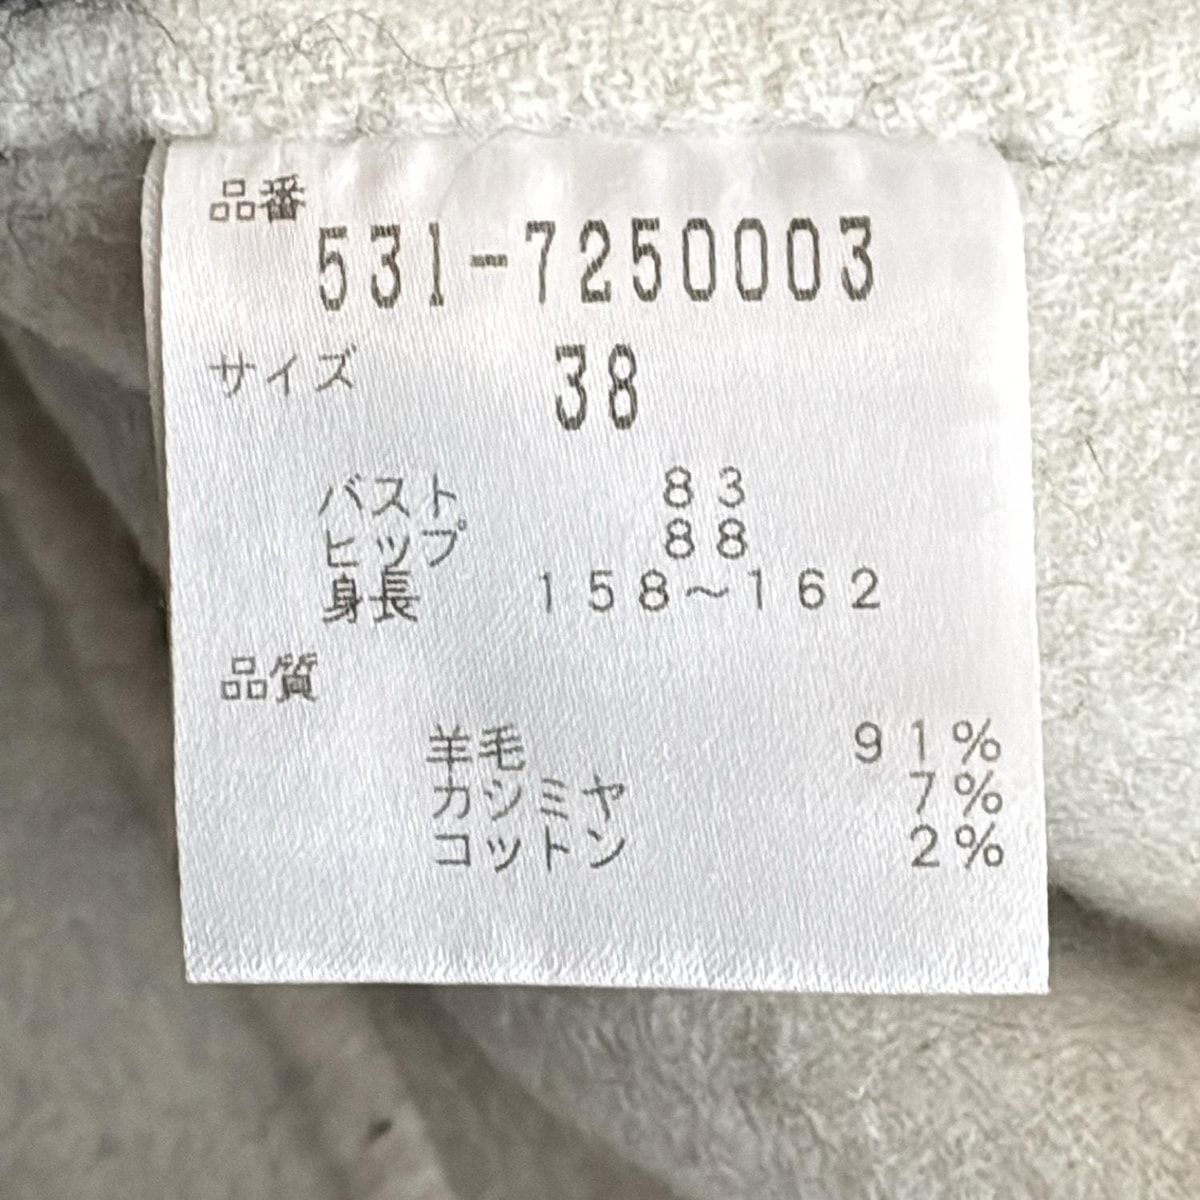 品番
531-7250003
サイズ 38
バスト 83
ヒップ 88
身長 158～162
品質
羊毛 91%
カシミヤ 7%
コットン 2%